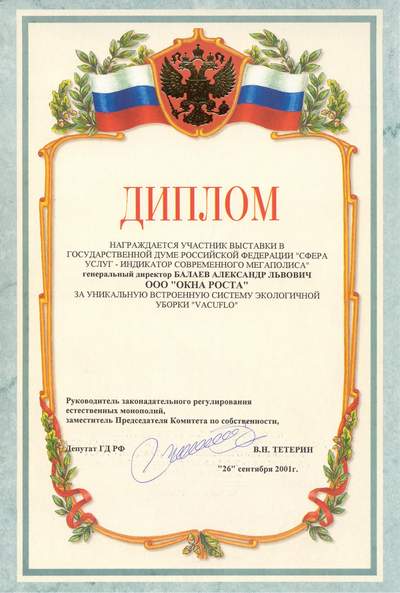 ДИПЛОМ
НАГРАЖДАЕТСЯ УЧАСТНИК ВЫСТАВКИ В
ГОСУДАРСТВЕННОЙ ДУМЕ РОССИЙСКОЙ ФЕДЕРАЦИИ "СФЕРА
УСЛУГ - ИНДИКАТОР СОВРЕМЕННОГО МЕГАПОЛИСА"
генеральный директор БАЛАЕВ АЛЕКСАНДР ЛЬВОВИЧ
ООО "ОКНА РОСТА"
ЗА УНИКАЛЬНУЮ ВСТРОЕННУЮ СИСТЕМУ ЭКОЛОГИЧНОЙ
УБОРКИ "VACUFLO"
Руководитель законадательного регулирования
естественных монополий,
заместитель Председателя Комитета по собственности,
Депутат ГД РФ В.Н. ТЕТЕРИН
"26" сентября 2001г.